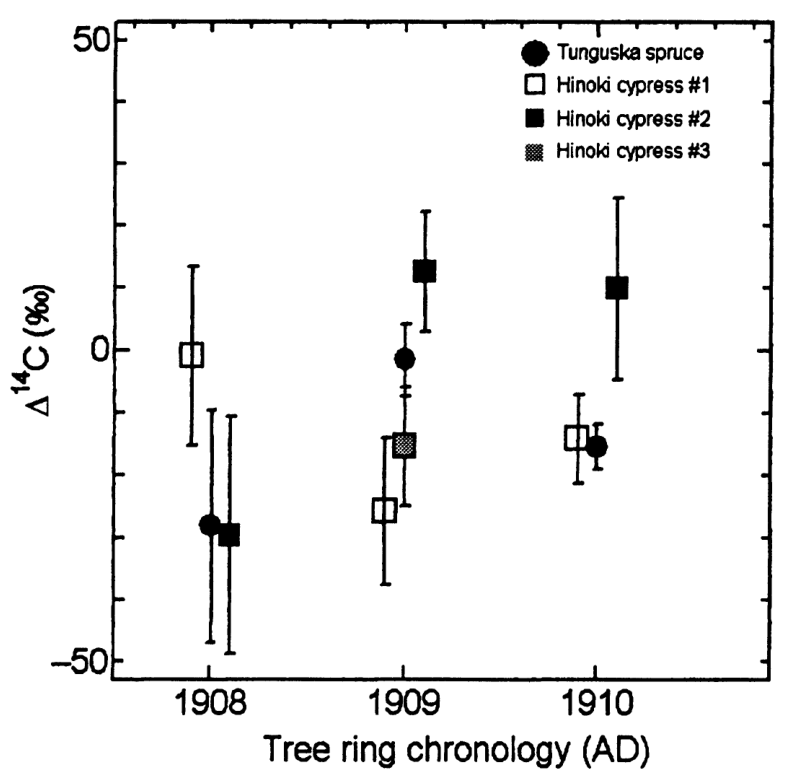 50
Tunguska spruce
Hinoki cypress #1
Hinoki cypress #2
Hinoki cypress #3
Δ¹⁴C (‰)
0
–50
1908 1909 1910
Tree ring chronology (AD)